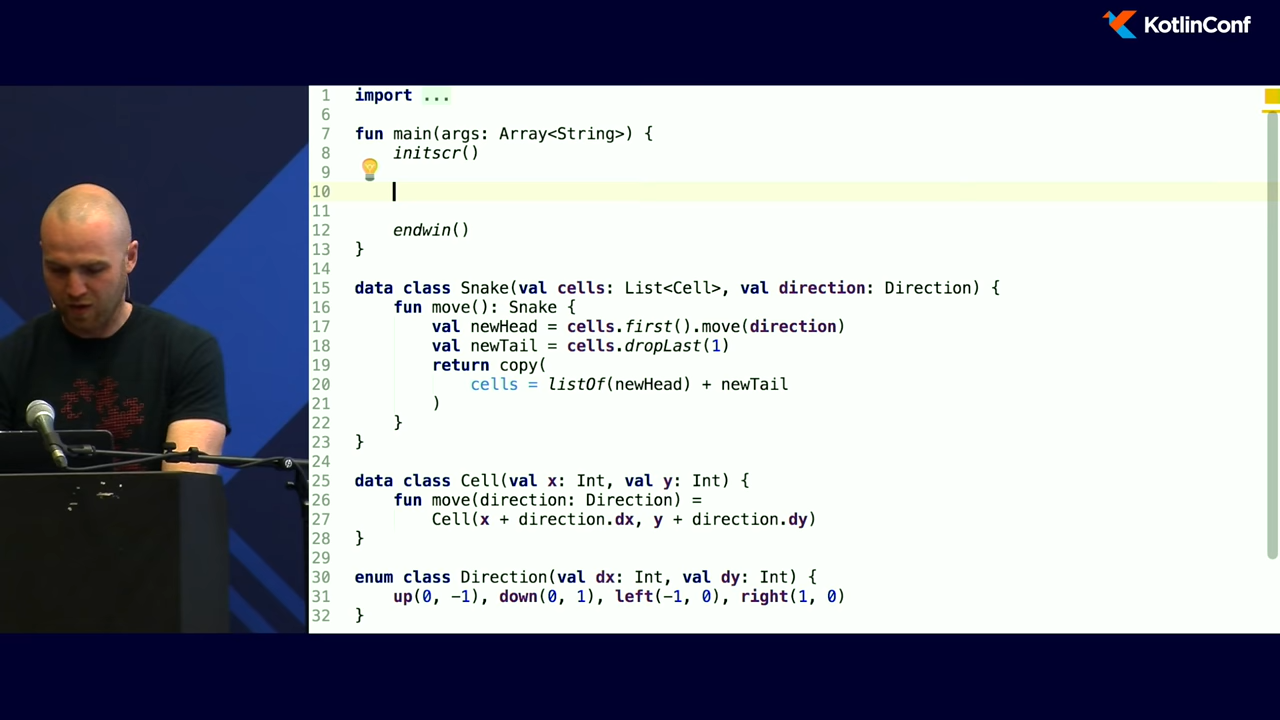 KotlinConf
1 import ...
6
7 fun main(args: Array<String>) {
8     initscr()
9
10
11
12     endwin()
13 }
14
15 data class Snake(val cells: List<Cell>, val direction: Direction) {
16     fun move(): Snake {
17         val newHead = cells.first().move(direction)
18         val newTail = cells.dropLast(1)
19         return copy(
20             cells = listOf(newHead) + newTail
21         )
22     }
23 }
24
25 data class Cell(val x: Int, val y: Int) {
26     fun move(direction: Direction) =
27         Cell(x + direction.dx, y + direction.dy)
28 }
29
30 enum class Direction(val dx: Int, val dy: Int) {
31     up(0, -1), down(0, 1), left(-1, 0), right(1, 0)
32 }